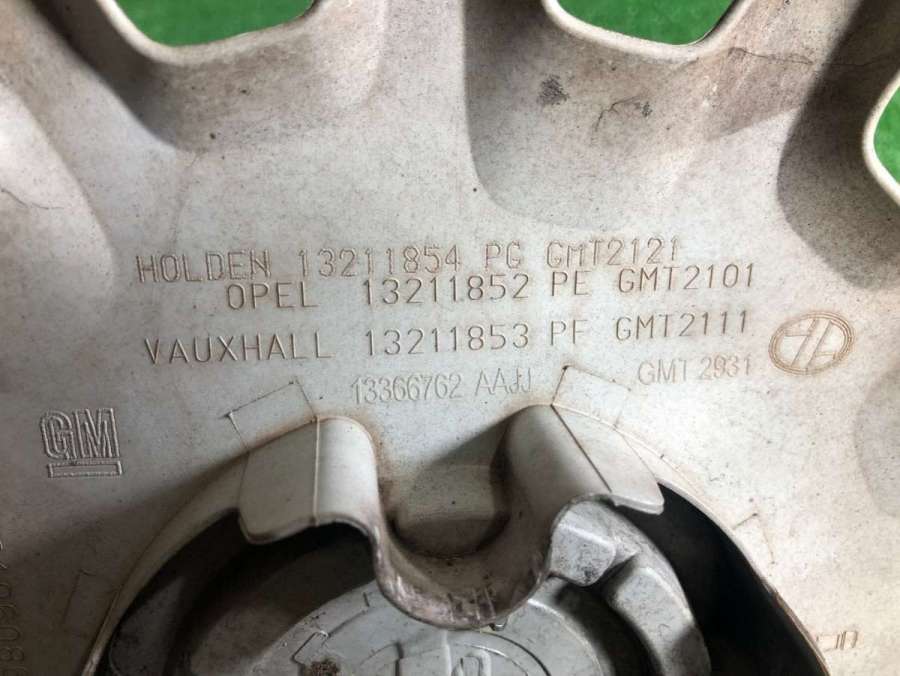 HOLDEN 13211854 PG GMT2121
OPEL 13211852 PE GMT2101
VAUXHALL 13211853 PF GMT2111
13366762 AAJJ GMT 2931
GM